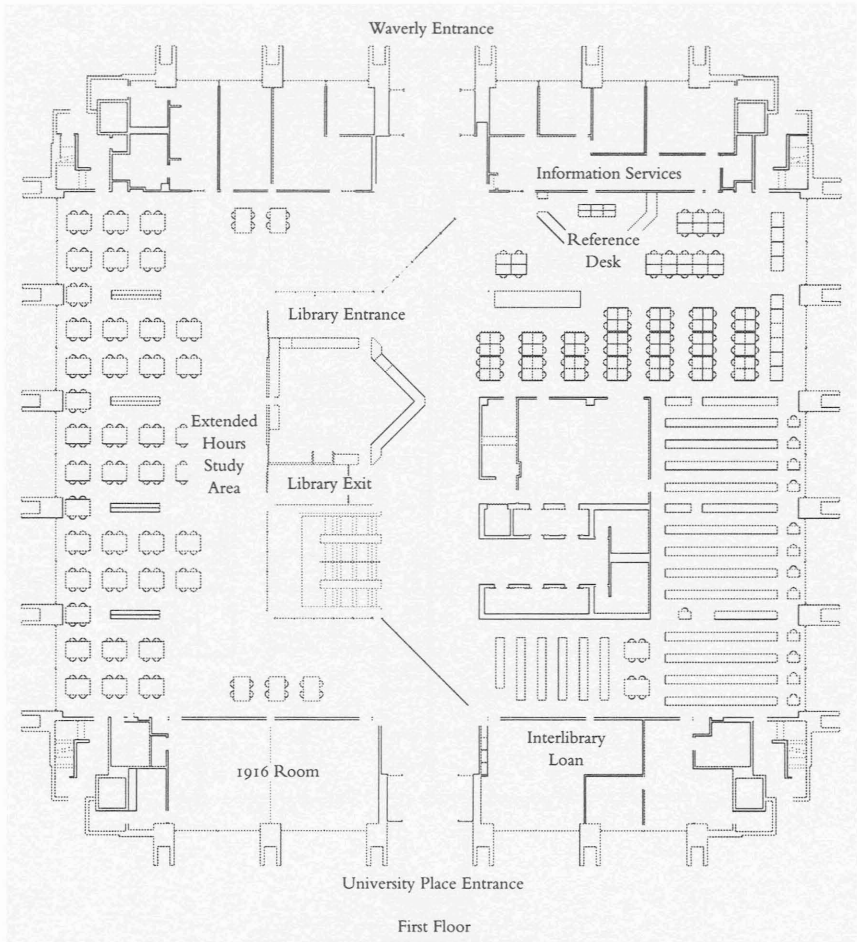 Waverly Entrance
Information Services
Reference
Desk
Library Entrance
Extended
Hours
Study
Area
Library Exit
Interlibrary
Loan
1916 Room
University Place Entrance
First Floor